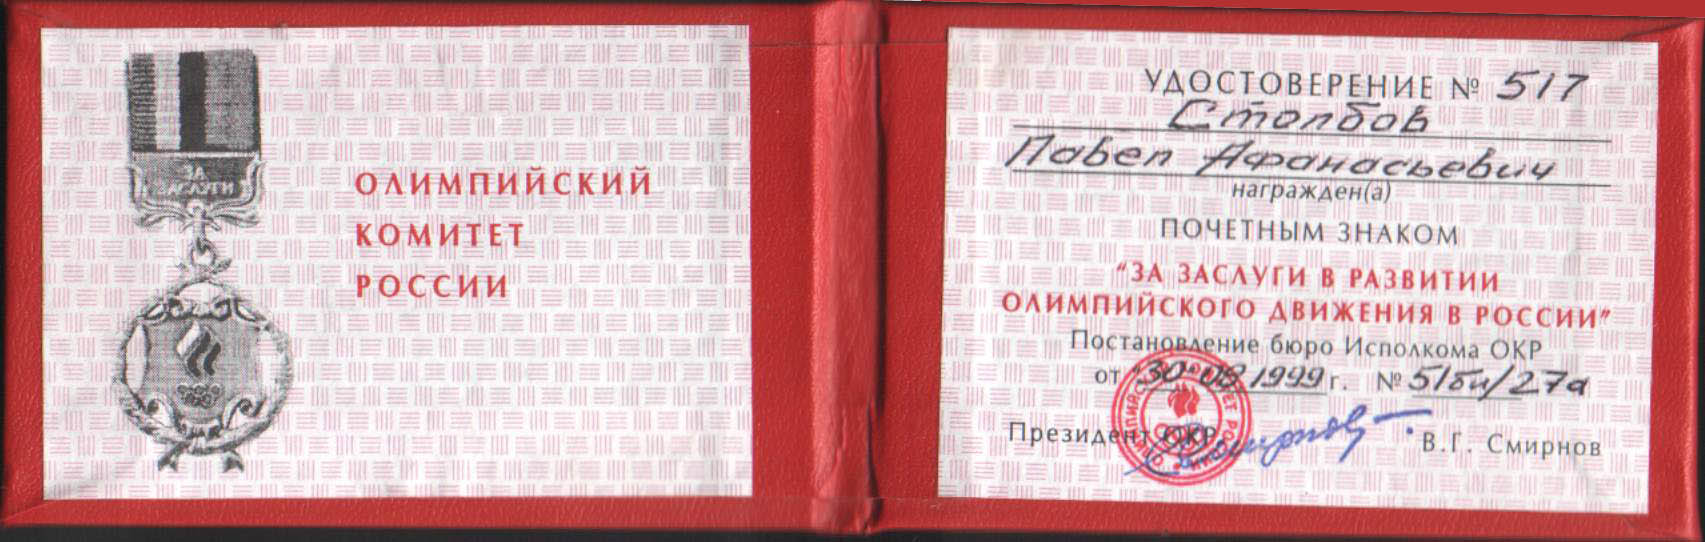 ЗА
ЗАСЛУГИ
ОЛИМПИЙСКИЙ
КОМИТЕТ
РОССИИ
УДОСТОВЕРЕНИЕ № 517
Столбов
Павел Афанасьевич
награжден(а)
ПОЧЕТНЫМ ЗНАКОМ
"ЗА ЗАСЛУГИ В РАЗВИТИИ
ОЛИМПИЙСКОГО ДВИЖЕНИЯ В РОССИИ"
Постановление бюро Исполкома ОКР
от "30" 08 1999 г. № 51би/27а
Президент ОКР В.Г. Смирнов